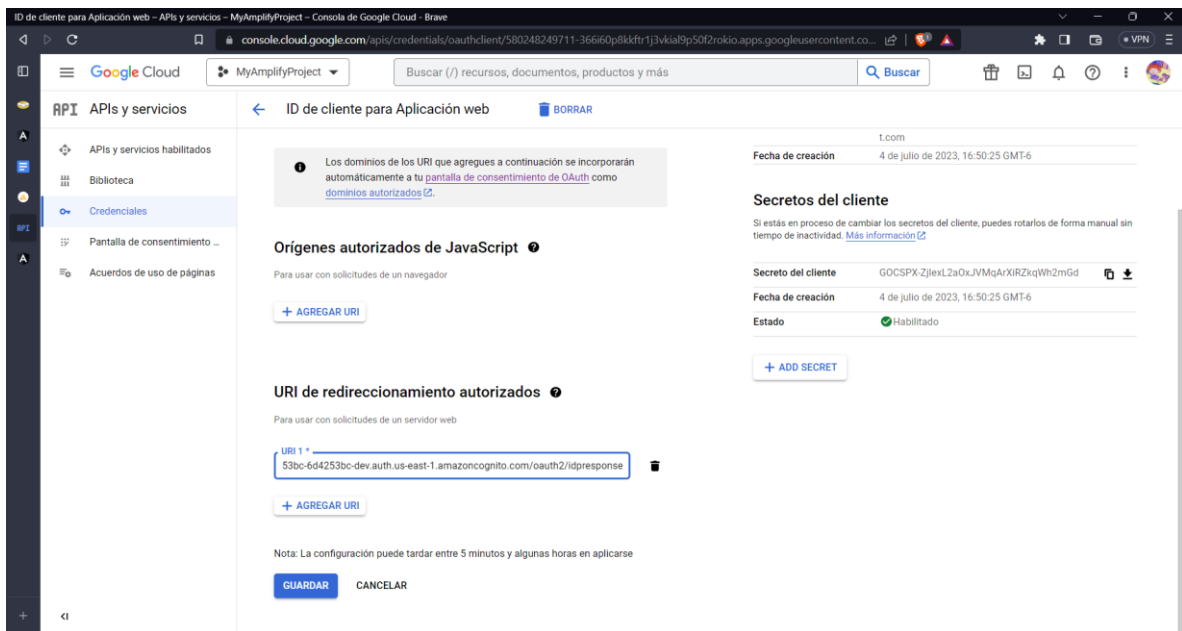 ID de cliente para Aplicación web – APIs y servicios – MyAmplifyProject – Consola de Google Cloud - Brave
console.cloud.google.com/apis/credentials/oauthclient/580248249711-366i60p8kkftr1j3vkial9p50f2rokio.apps.googleusercontent.co...
VPN
Google Cloud
MyAmplifyProject
Buscar (/) recursos, documentos, productos y más
Buscar
API APIs y servicios
ID de cliente para Aplicación web
BORRAR
APIs y servicios habilitados
Biblioteca
Credenciales
Pantalla de consentimiento ...
Acuerdos de uso de páginas
Los dominios de los URI que agregues a continuación se incorporarán
automáticamente a tu pantalla de consentimiento de OAuth como
dominios autorizados.
Orígenes autorizados de JavaScript
Para usar con solicitudes de un navegador
+ AGREGAR URI
URI de redireccionamiento autorizados
Para usar con solicitudes de un servidor web
URI 1 *
53bc-6d4253bc-dev.auth.us-east-1.amazoncognito.com/oauth2/idpresponse
+ AGREGAR URI
Nota: La configuración puede tardar entre 5 minutos y algunas horas en aplicarse
GUARDAR
CANCELAR
t.com
Fecha de creación 4 de julio de 2023, 16:50:25 GMT-6
Secretos del cliente
Si estás en proceso de cambiar los secretos del cliente, puedes rotarlos de forma manual sin
tiempo de inactividad. Más información
Secreto del cliente 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
Fecha de creación 4 de julio de 2023, 16:50:25 GMT-6
Estado Habilitado
+ ADD SECRET